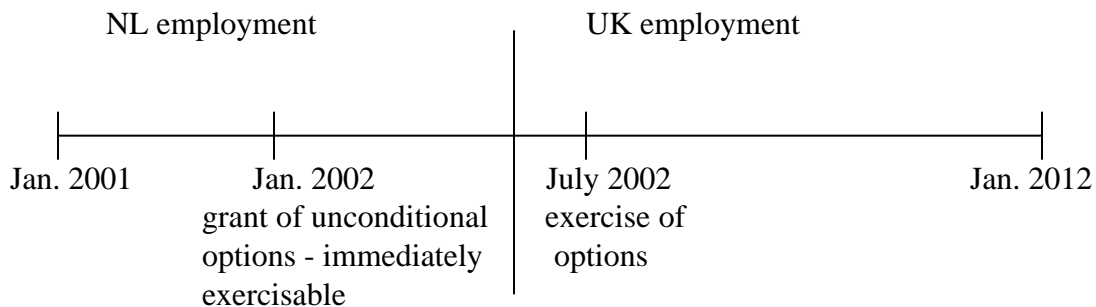 NL employment
UK employment
Jan. 2001
Jan. 2002
grant of unconditional
options - immediately
exercisable
July 2002
exercise of
options
Jan. 2012